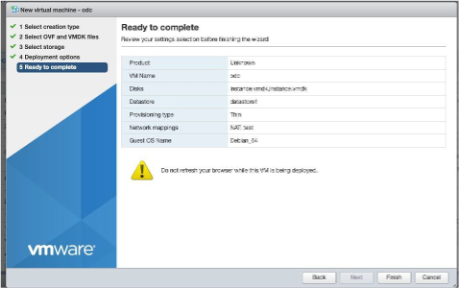 New virtual machine - odc
1 Select creation type
2 Select OVF and VMDK files
3 Select storage
4 Deployment options
5 Ready to complete
Ready to complete
Review your settings selection before finishing the wizard
Product Unknown
VM Name odc
Disks instance.vmdk,instance.vmdk
Datastore datastore1
Provisioning type Thin
Network mappings NAT: test
Guest OS Name Debian_64
Do not refresh your browser while this VM is being deployed.
vmware
Back Next Finish Cancel